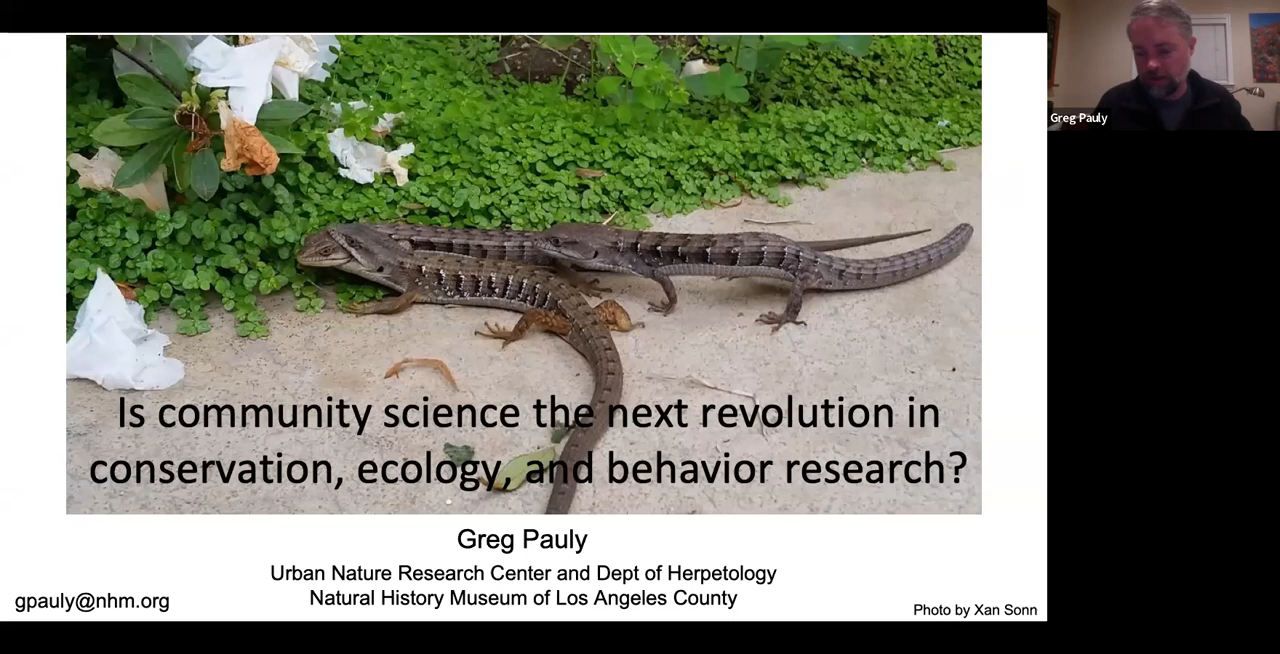 Greg Pauly
Is community science the next revolution in
conservation, ecology, and behavior research?
Greg Pauly
Urban Nature Research Center and Dept of Herpetology
Natural History Museum of Los Angeles County
gpauly@nhm.org
Photo by Xan Sonn